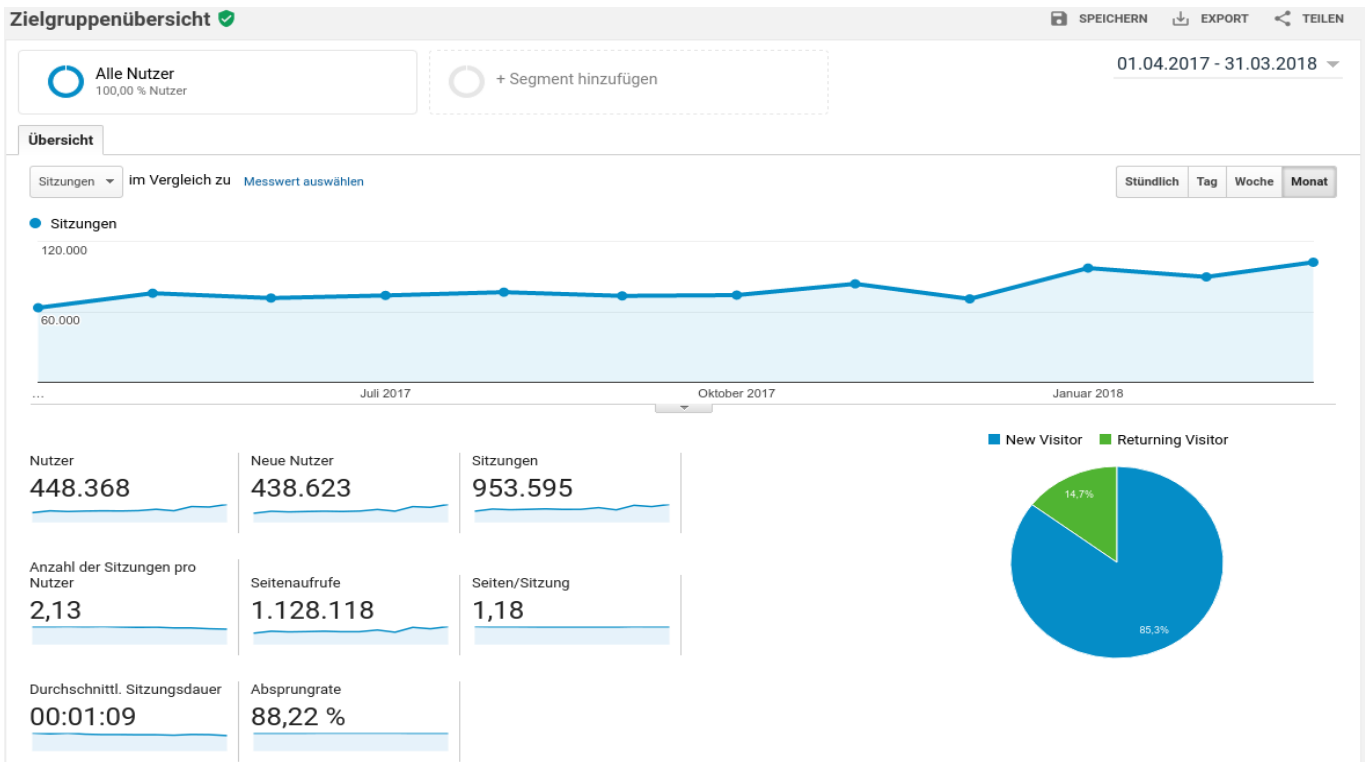 Zielgruppenübersicht
SPEICHERN EXPORT TEILEN
Alle Nutzer
100,00 % Nutzer
+ Segment hinzufügen
01.04.2017 - 31.03.2018
Übersicht
Sitzungen im Vergleich zu Messwert auswählen
Stündlich Tag Woche Monat
Sitzungen
120.000
60.000
... Juli 2017 Oktober 2017 Januar 2018
New Visitor Returning Visitor
14,7%
85,3%
Nutzer
448.368
Neue Nutzer
438.623
Sitzungen
953.595
Anzahl der Sitzungen pro
Nutzer
2,13
Seitenaufrufe
1.128.118
Seiten/Sitzung
1,18
Durchschnittl. Sitzungsdauer
00:01:09
Absprungrate
88,22 %